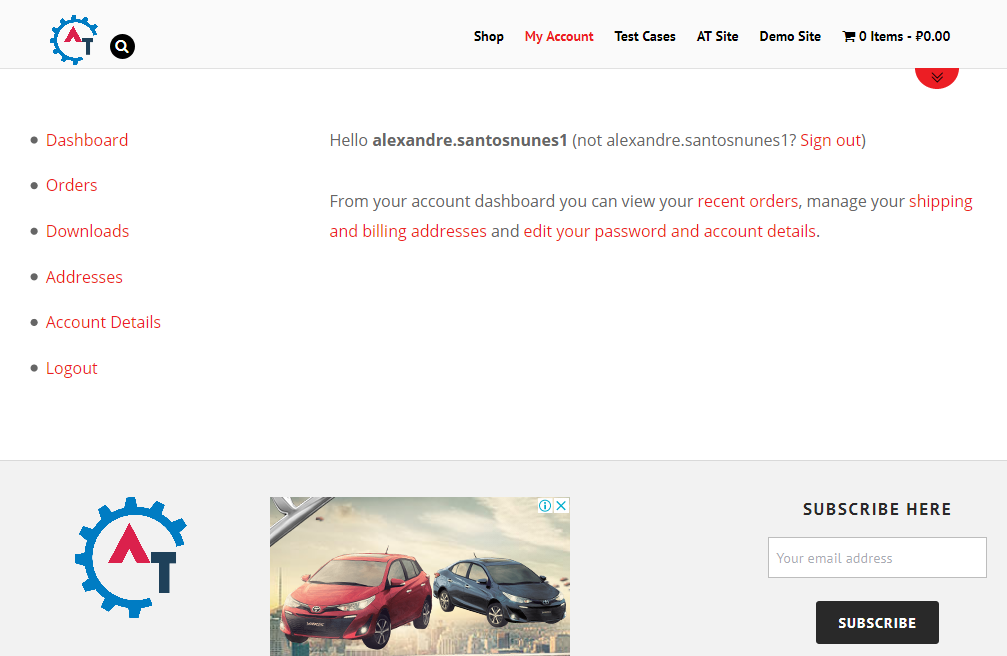 AT
Shop My Account Test Cases AT Site Demo Site 0 Items - ₽0.00
Dashboard
Orders
Downloads
Addresses
Account Details
Logout
Hello alexandre.santosnunes1 (not alexandre.santosnunes1? Sign out)
From your account dashboard you can view your recent orders, manage your shipping
and billing addresses and edit your password and account details.
AT
SUBSCRIBE HERE
Your email address
SUBSCRIBE